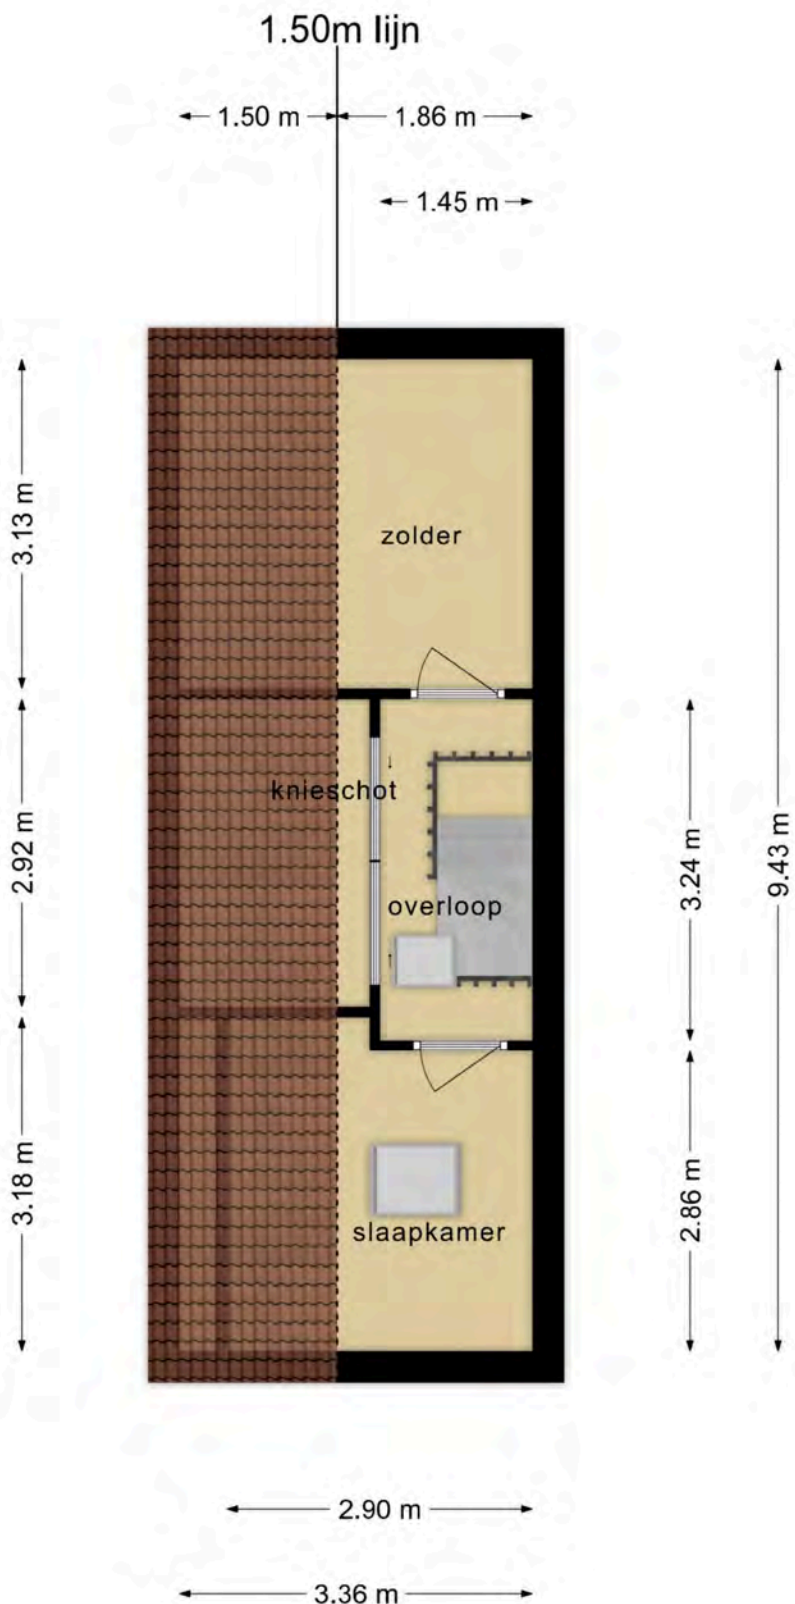 1.50m lijn
1.50 m
1.86 m
1.45 m
3.13 m
zolder
knieschot
2.92 m
3.24 m
9.43 m
overloop
3.18 m
2.86 m
slaapkamer
2.90 m
3.36 m